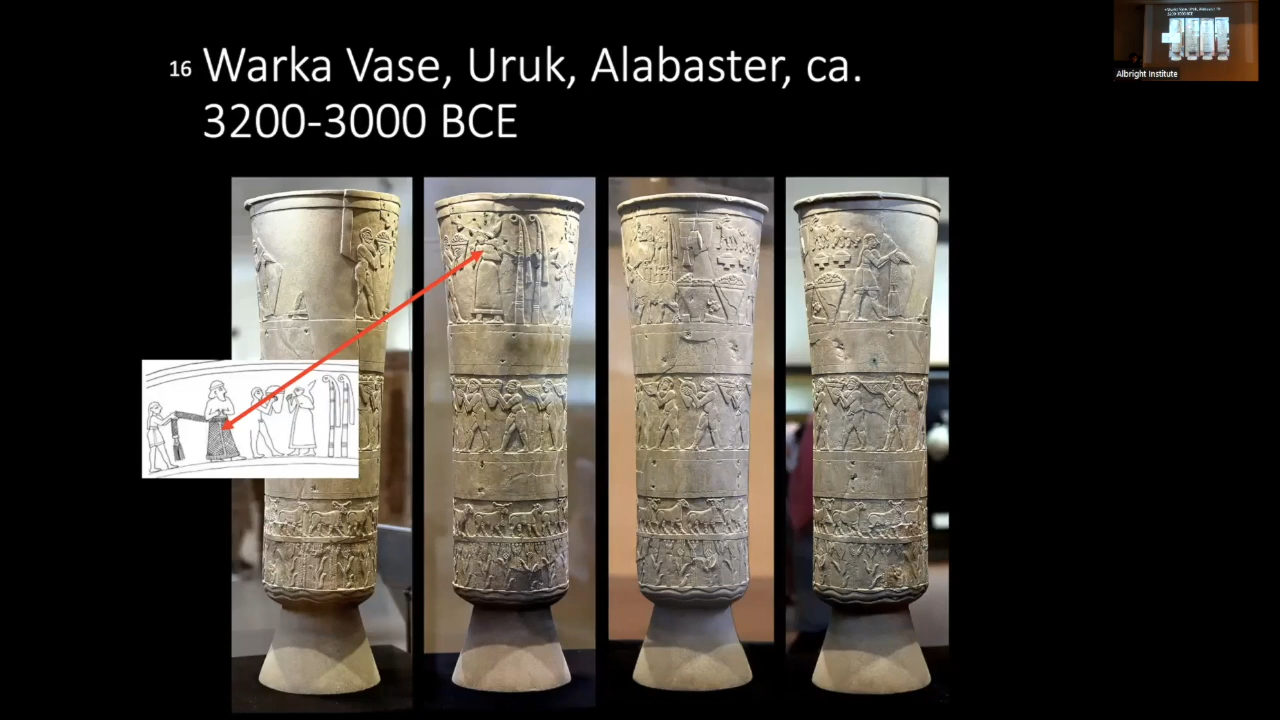 16 Warka Vase, Uruk, Alabaster, ca.
3200-3000 BCE
Albright Institute